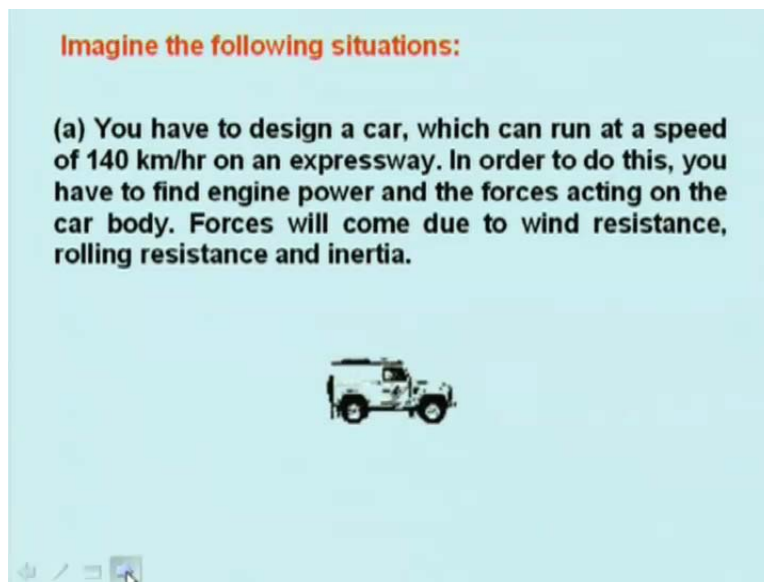 Imagine the following situations:
(a) You have to design a car, which can run at a speed
of 140 km/hr on an expressway. In order to do this, you
have to find engine power and the forces acting on the
car body. Forces will come due to wind resistance,
rolling resistance and inertia.